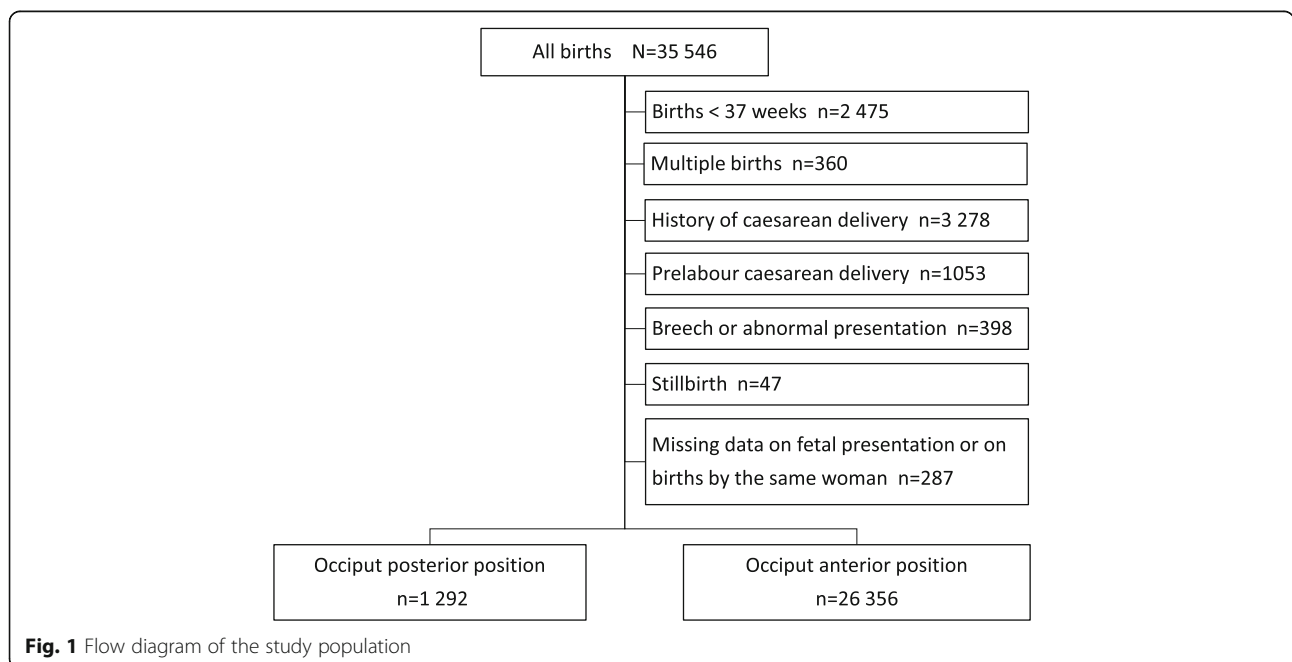 All births N=35 546
Births < 37 weeks n=2 475
Multiple births n=360
History of caesarean delivery n=3 278
Prelabour caesarean delivery n=1053
Breech or abnormal presentation n=398
Stillbirth n=47
Missing data on fetal presentation or on
births by the same woman n=287
Occiput posterior position
n=1 292
Occiput anterior position
n=26 356
Fig. 1 Flow diagram of the study population